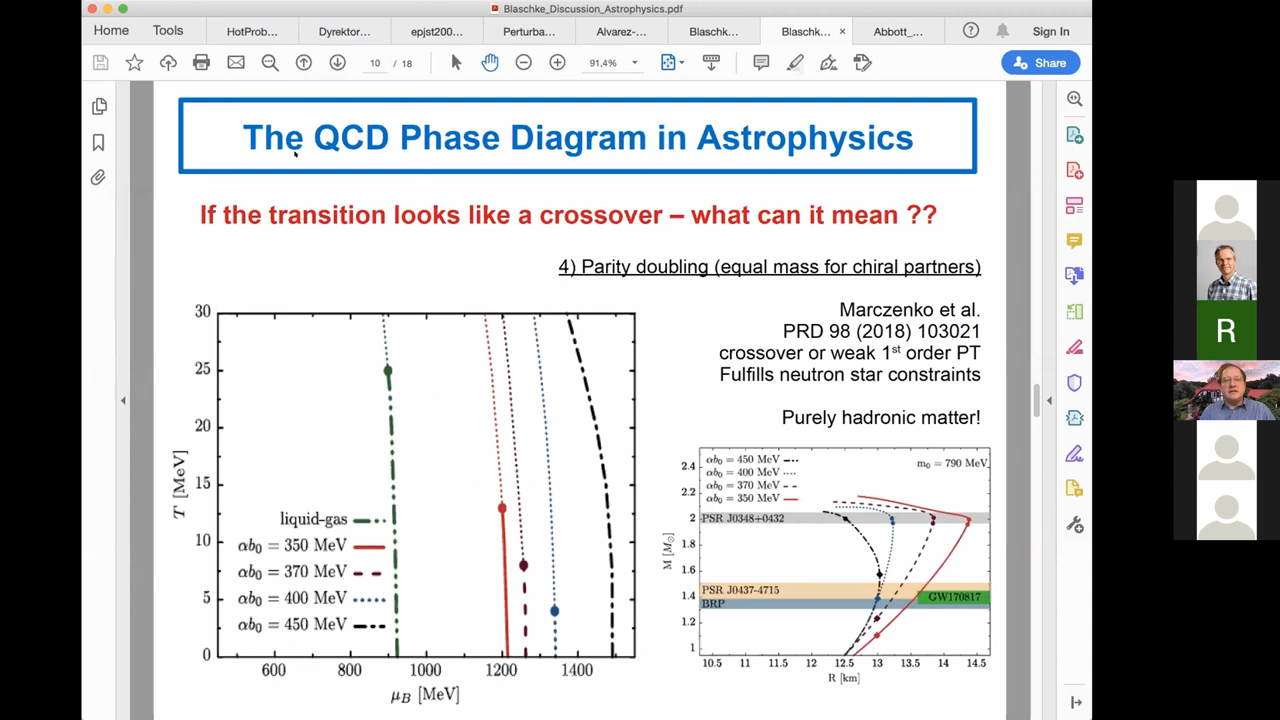 Blaschke_Discussion_Astrophysics.pdf
Home Tools HotProb... Dyrektor... epjst200... Perturba... Alvarez-... Blaschk... Blaschk... × Abbott_... Sign In
10 / 18 91,4% Share
The QCD Phase Diagram in Astrophysics
If the transition looks like a crossover – what can it mean ??
4) Parity doubling (equal mass for chiral partners)
Marczenko et al.
PRD 98 (2018) 103021
crossover or weak 1st order PT
Fulfills neutron star constraints
Purely hadronic matter!
30
25
20
15
10
5
0
T [MeV]
liquid-gas
αb₀ = 350 MeV
αb₀ = 370 MeV
αb₀ = 400 MeV
αb₀ = 450 MeV
600 800 1000 1200 1400
μB [MeV]
αb₀ = 450 MeV
αb₀ = 400 MeV
αb₀ = 370 MeV
αb₀ = 350 MeV
m₀ = 790 MeV
2.4
2.2
2
1.8
1.6
1.4
1.2
1
M [M⊙]
PSR J0348+0432
PSR J0437-4715
BRP
GW170817
10.5 11 11.5 12 12.5 13 13.5 14 14.5
R [km]
R